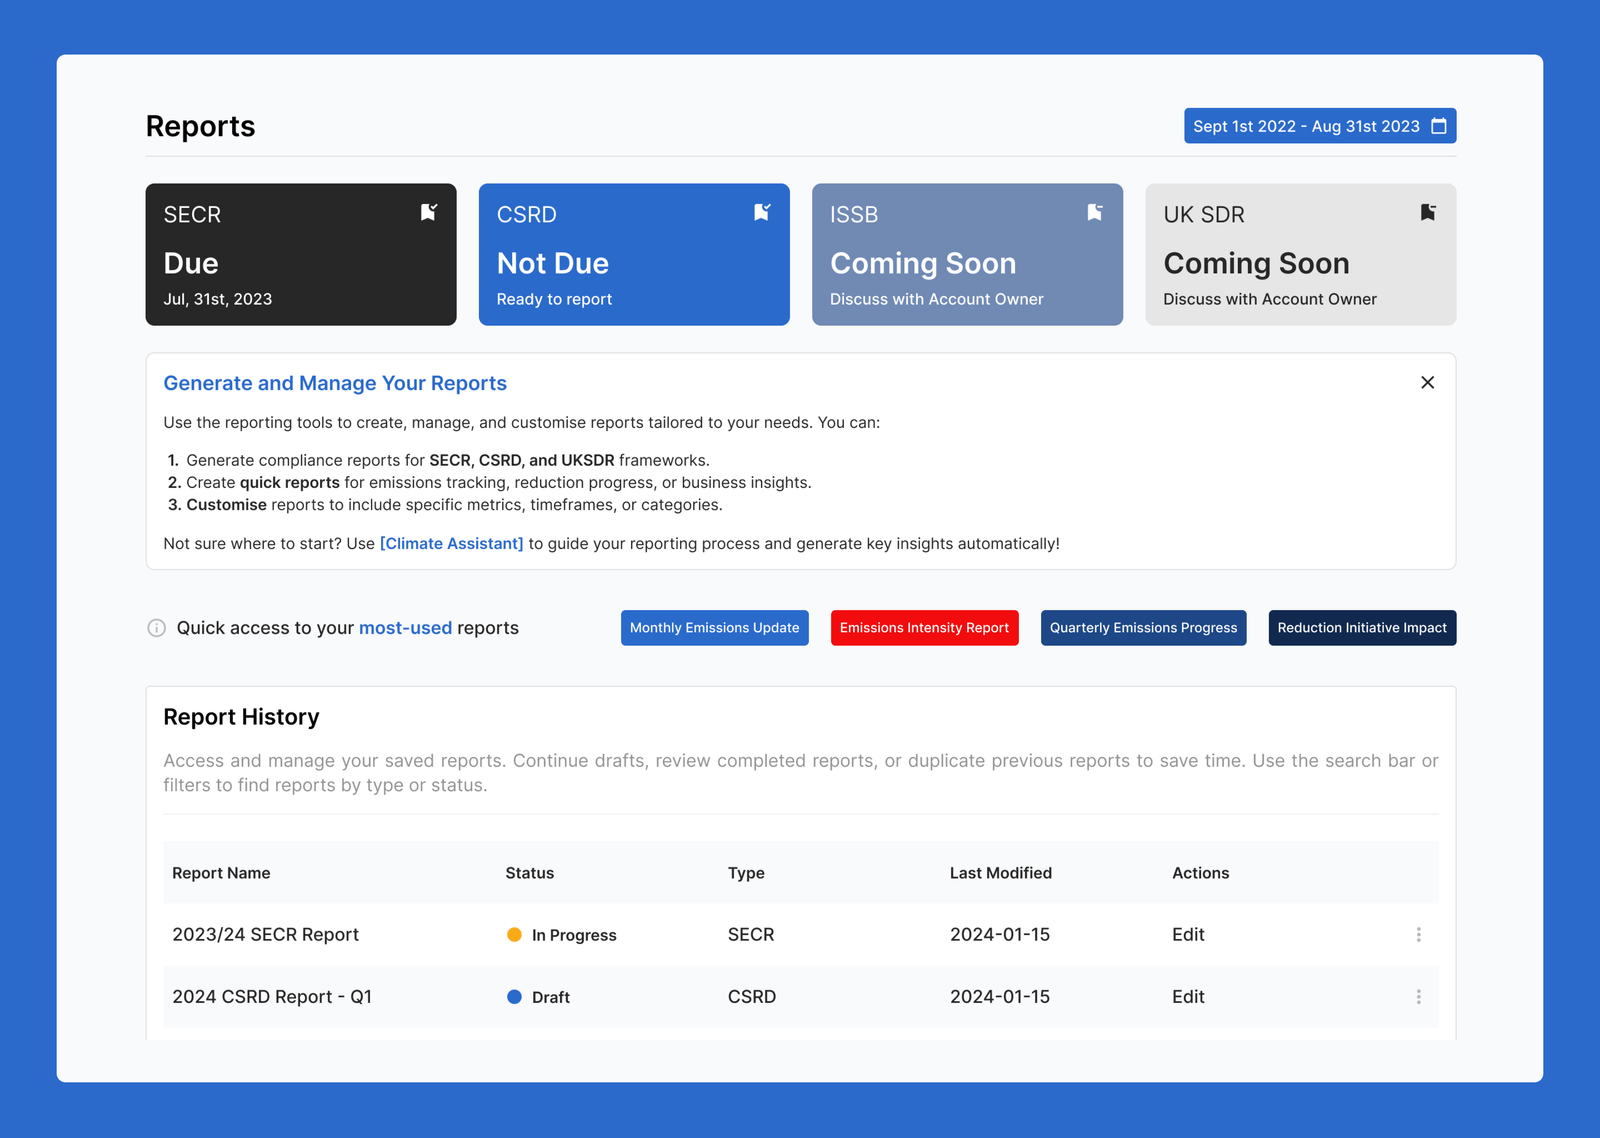 Reports
Sept 1st 2022 - Aug 31st 2023
SECR
Due
Jul, 31st, 2023
CSRD
Not Due
Ready to report
ISSB
Coming Soon
Discuss with Account Owner
UK SDR
Coming Soon
Discuss with Account Owner
Generate and Manage Your Reports
Use the reporting tools to create, manage, and customise reports tailored to your needs. You can:
1. Generate compliance reports for SECR, CSRD, and UKSDR frameworks.
2. Create quick reports for emissions tracking, reduction progress, or business insights.
3. Customise reports to include specific metrics, timeframes, or categories.
Not sure where to start? Use [Climate Assistant] to guide your reporting process and generate key insights automatically!
Quick access to your most-used reports
Monthly Emissions Update
Emissions Intensity Report
Quarterly Emissions Progress
Reduction Initiative Impact
Report History
Access and manage your saved reports. Continue drafts, review completed reports, or duplicate previous reports to save time. Use the search bar or
filters to find reports by type or status.
Report Name Status Type Last Modified Actions
2023/24 SECR Report In Progress SECR 2024-01-15 Edit
2024 CSRD Report - Q1 Draft CSRD 2024-01-15 Edit